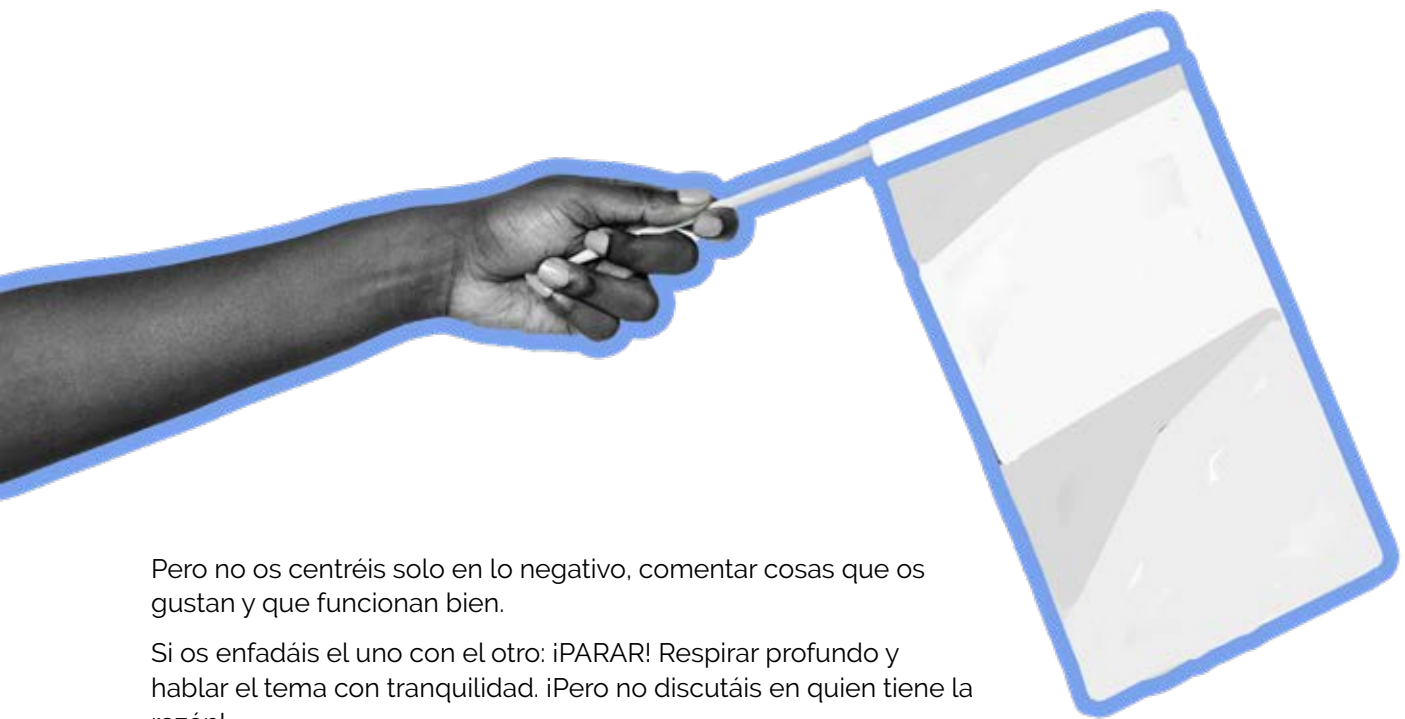 Pero no os centréis solo en lo negativo, comentar cosas que os
gustan y que funcionan bien.
Si os enfadáis el uno con el otro: ¡PARAR! Respirar profundo y
hablar el tema con tranquilidad. ¡Pero no discutáis en quien tiene la
razón!